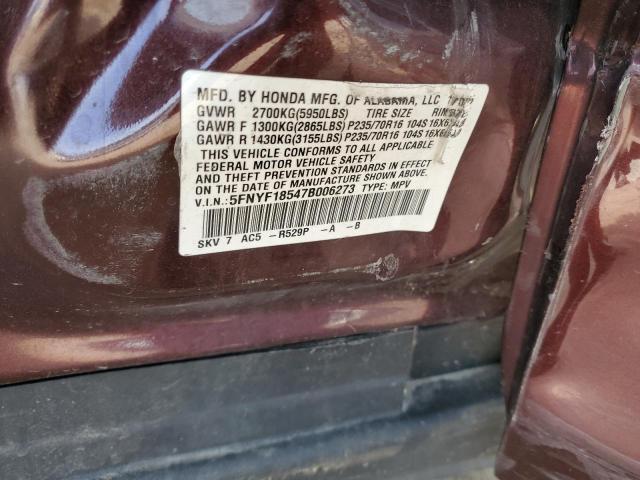 MFD. BY HONDA MFG. OF ALABAMA, LLC
GVWR 2700KG(5950LBS) TIRE SIZE RIM
GAWR F 1300KG(2865LBS) P235/70R16 104S
GAWR R 1430KG(3155LBS) P235/70R16 104S
THIS VEHICLE CONFORMS TO ALL APPLICABLE
FEDERAL MOTOR VEHICLE SAFETY
AND THEFT PREVENTION STANDARDS IN EFFECT
ON THE DATE OF MANUFACTURE SHOWN ABOVE.
V.I.N.: 5FNYF18547B006273 TYPE: MPV
SKV 7 AC5 -R529P -A -B